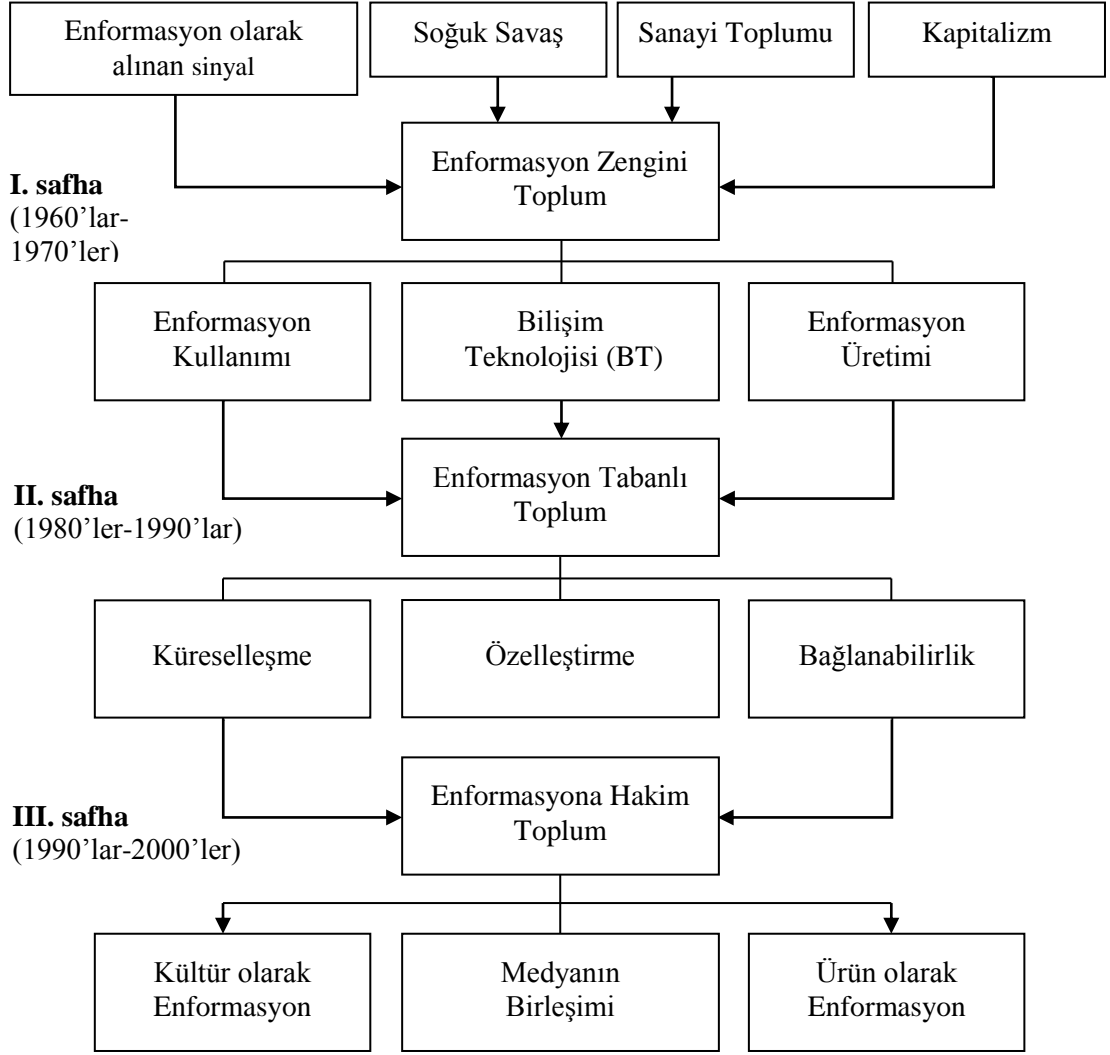 Enformasyon olarak
alınan sinyal
Soğuk Savaş
Sanayi Toplumu
Kapitalizm
Enformasyon Zengini
Toplum
I. safha
(1960’lar-
1970’ler)
Enformasyon
Kullanımı
Bilişim
Teknolojisi (BT)
Enformasyon
Üretimi
Enformasyon Tabanlı
Toplum
II. safha
(1980’ler-1990’lar)
Küreselleşme
Özelleştirme
Bağlanabilirlik
Enformasyona Hakim
Toplum
III. safha
(1990’lar-2000’ler)
Kültür olarak
Enformasyon
Medyanın
Birleşimi
Ürün olarak
Enformasyon